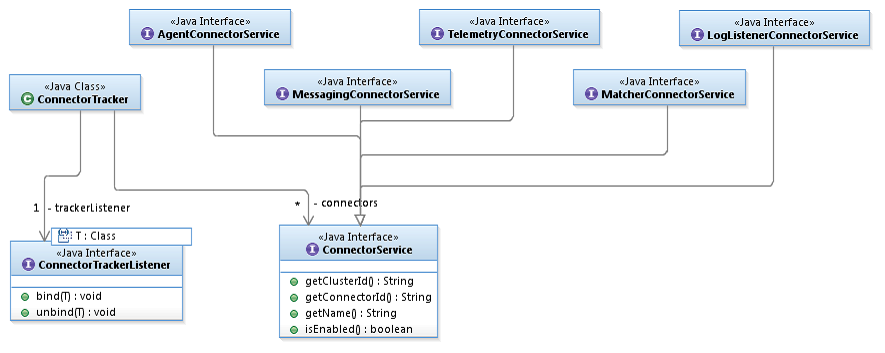 «Java Interface»
AgentConnectorService
«Java Interface»
TelemetryConnectorService
«Java Interface»
LogListenerConnectorService
«Java Class»
ConnectorTracker
«Java Interface»
MessagingConnectorService
«Java Interface»
MatcherConnectorService
1 - trackerListener
* - connectors
T : Class
«Java Interface»
ConnectorTrackerListener
bind(T) : void
unbind(T) : void
«Java Interface»
ConnectorService
getClusterId() : String
getConnectorId() : String
getName() : String
isEnabled() : boolean